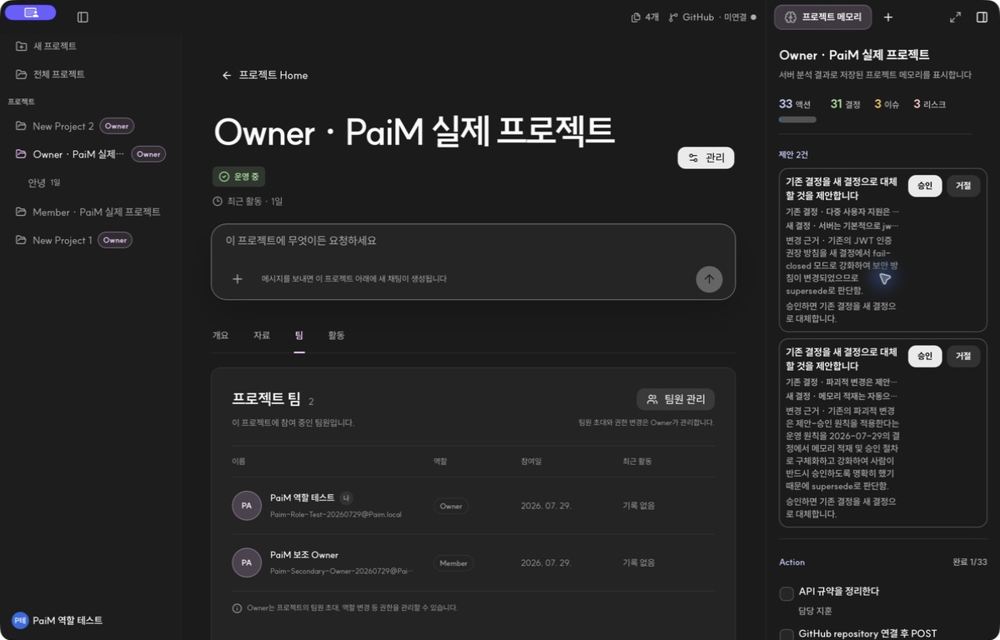 4개
GitHub · 미연결
프로젝트 메모리
새 프로젝트
전체 프로젝트
프로젝트
New Project 2 Owner
Owner · PaiM 실제… Owner
안녕 1일
Member · PaiM 실제 프로젝트
New Project 1 Owner
P테 PaiM 역할 테스트
프로젝트 Home
Owner · PaiM 실제 프로젝트
관리
운영 중
최근 활동 · 1일
이 프로젝트에 무엇이든 요청하세요
메시지를 보내면 이 프로젝트 아래에 새 채팅이 생성됩니다
개요 자료 팀 활동
프로젝트 팀 2
팀원 관리
이 프로젝트에 참여 중인 팀원입니다.
팀원 초대와 권한 변경은 Owner가 관리합니다.
이름 역할 참여일 최근 활동
PA PaiM 역할 테스트 나
Paim-Role-Test-20260729@Paim.local
Owner 2026. 07. 29. 기록 없음
PA PaiM 보조 Owner
Paim-Secondary-Owner-20260729@Pai…
Member 2026. 07. 29. 기록 없음
Owner는 프로젝트의 팀원 초대, 역할 변경 등 권한을 관리할 수 있습니다.
Owner · PaiM 실제 프로젝트
서버 분석 결과로 저장된 프로젝트 메모리를 표시합니다
33 액션 31 결정 3 이슈 3 리스크
제안 2건
기존 결정을 새 결정으로 대체
할 것을 제안합니다
승인 거절
기존 결정 · 다중 사용자 지원은 …
새 결정 · 서버는 기본적으로 jw…
변경 근거 · 기존의 JWT 인증
권장 방침을 새 결정에서 fail-
closed 모드로 강화하여 보안 방
침이 변경되었으므로
supersede로 판단함.
승인하면 기존 결정을 새 결정으
로 대체합니다.
기존 결정을 새 결정으로 대체
할 것을 제안합니다
승인 거절
기존 결정 · 파괴적 변경은 제안…
새 결정 · 메모리 적재는 자동으…
변경 근거 · 기존의 파괴적 변경
은 제안-승인 원칙을 적용한다는
운영 원칙을 2026-07-29의 결
정에서 메모리 적재 및 승인 절차
로 구체화하고 강화하여 사람이
반드시 승인하도록 명확히 했기
때문에 supersede로 판단함.
승인하면 기존 결정을 새 결정으
로 대체합니다.
Action 완료 1/33
API 규약을 정리한다
담당 지훈
GitHub repository 연결 후 POST